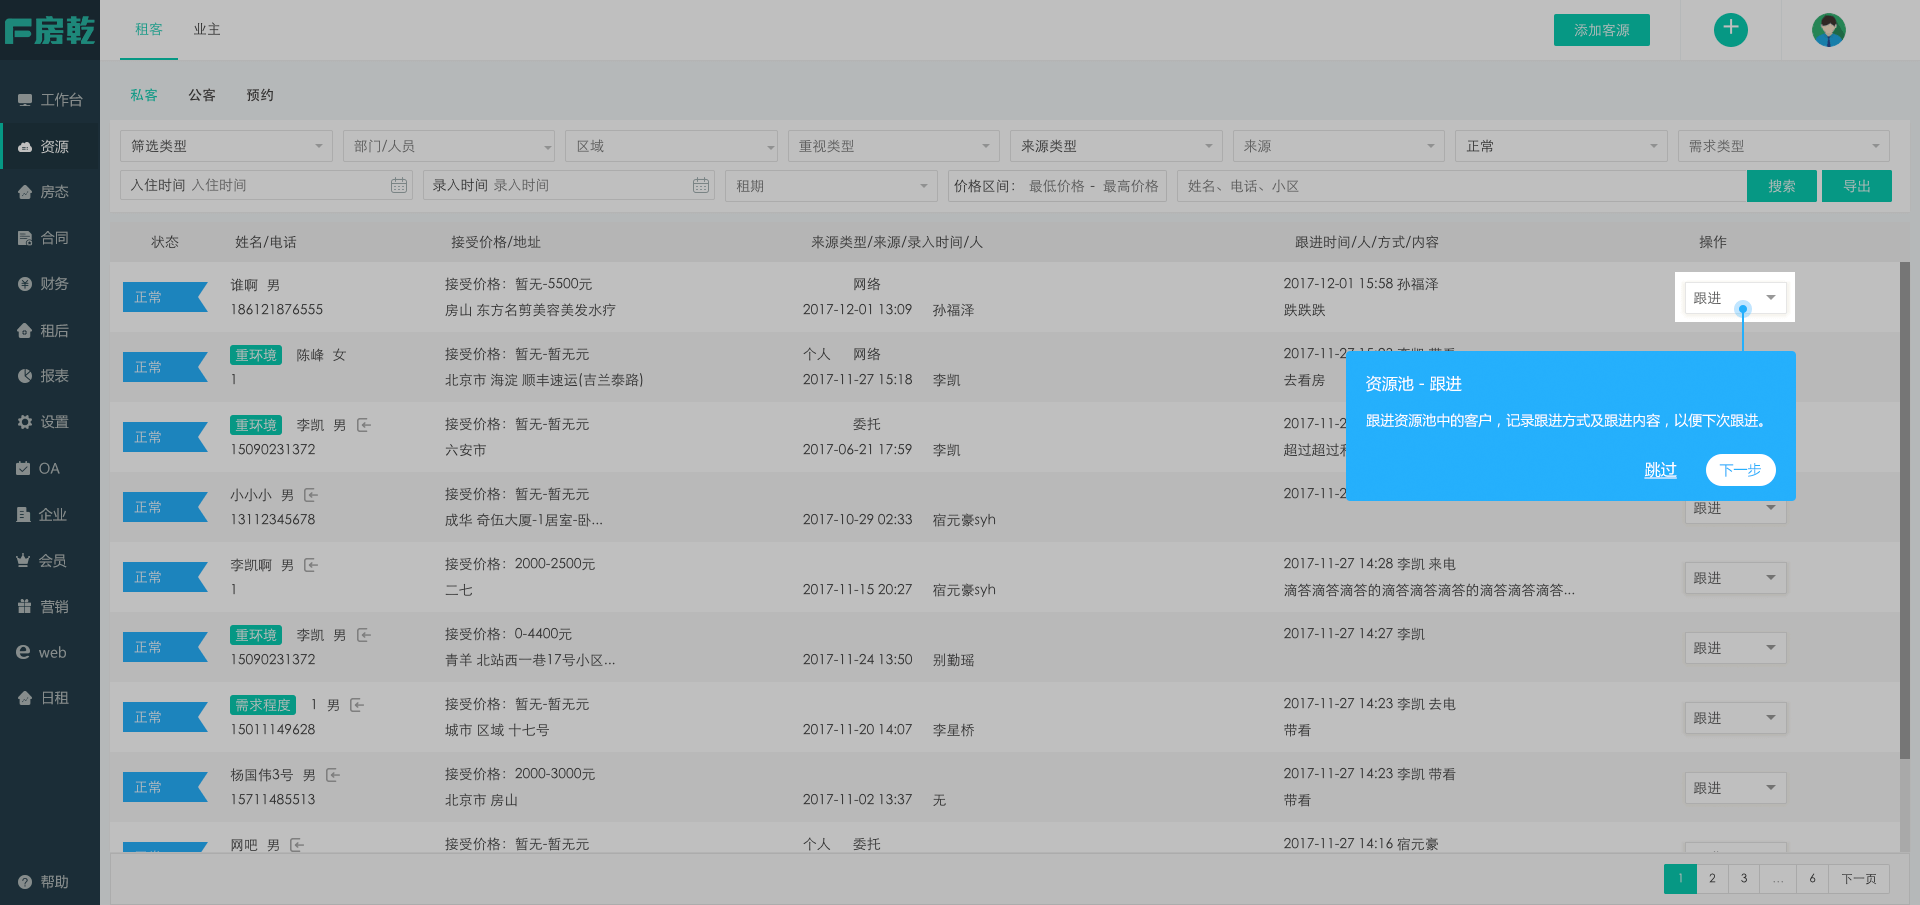 房乾
租客 业主 添加客源
私客 公客 预约
工作台
资源
房态
合同
财务
租后
报表
设置
OA
企业
会员
营销
web
日租
帮助
筛选类型 部门/人员 区域 重视类型 来源类型 来源 正常 需求类型
入住时间 入住时间 录入时间 录入时间 租期 价格区间： 最低价格 - 最高价格 姓名、电话、小区 搜索 导出
状态 姓名/电话 接受价格/地址 来源类型/来源/录入时间/人 跟进时间/人/方式/内容 操作
正常 谁啊 男 接受价格：暂无-5500元 网络 2017-12-01 15:58 孙福泽 跟进
186121876555 房山 东方名剪美容美发水疗 2017-12-01 13:09 孙福泽 跌跌跌
正常 重环境 陈峰 女 接受价格：暂无-暂无元 个人 网络 2017-11-27
1 北京市 海淀 顺丰速运(吉兰泰路) 2017-11-27 15:18 李凯 去看房
正常 重环境 李凯 男 接受价格：暂无-暂无元 委托 2017-11-2
15090231372 六安市 2017-06-21 17:59 李凯 超过超过
正常 小小小 男 接受价格：暂无-暂无元 2017-11-2
13112345678 成华 奇伍大厦-1居室-卧... 2017-10-29 02:33 宿元豪syh 跟进
正常 李凯啊 男 接受价格：2000-2500元 2017-11-27 14:28 李凯 来电 跟进
1 二七 2017-11-15 20:27 宿元豪syh 滴答滴答滴答的滴答滴答滴答的滴答滴答滴答...
正常 重环境 李凯 男 接受价格：0-4400元 2017-11-27 14:27 李凯 跟进
15090231372 青羊 北站西一巷17号小区... 2017-11-24 13:50 别勤瑶
正常 需求程度 1 男 接受价格：暂无-暂无元 2017-11-27 14:23 李凯 去电 跟进
15011149628 城市 区域 十七号 2017-11-20 14:07 李星桥 带看
正常 杨国伟3号 男 接受价格：2000-3000元 2017-11-27 14:23 李凯 带看 跟进
15711485513 北京市 房山 2017-11-02 13:37 无 带看
网吧 男 接受价格：暂无-暂无元 个人 委托 2017-11-27 14:16 宿元豪
资源池 - 跟进
跟进资源池中的客户，记录跟进方式及跟进内容，以便下次跟进。
跳过 下一步
1 2 3 ... 6 下一页